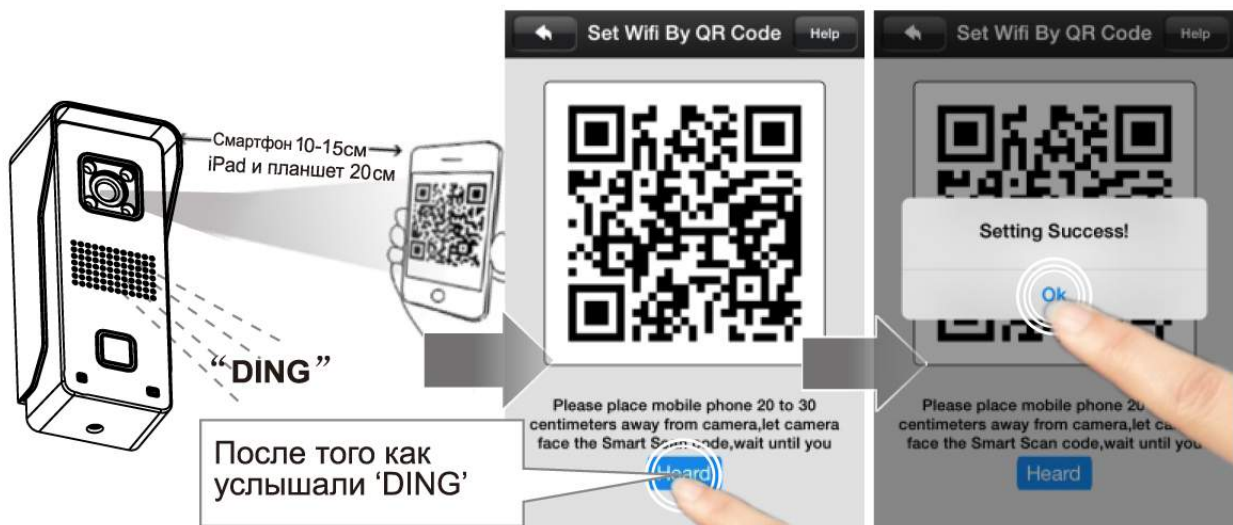 Смартфон 10-15см
iPad и планшет 20см
“DING”
После того как
услышали ‘DING’
Set Wifi By QR Code
Help
Please place mobile phone 20 to 30
centimeters away from camera,let camera
face the Smart Scan code,wait until you
Heard
Set Wifi By QR Code
Help
Setting Success!
Ok
Please place mobile phone 20
centimeters away from camera,let
face the Smart Scan code,wait until you
Heard